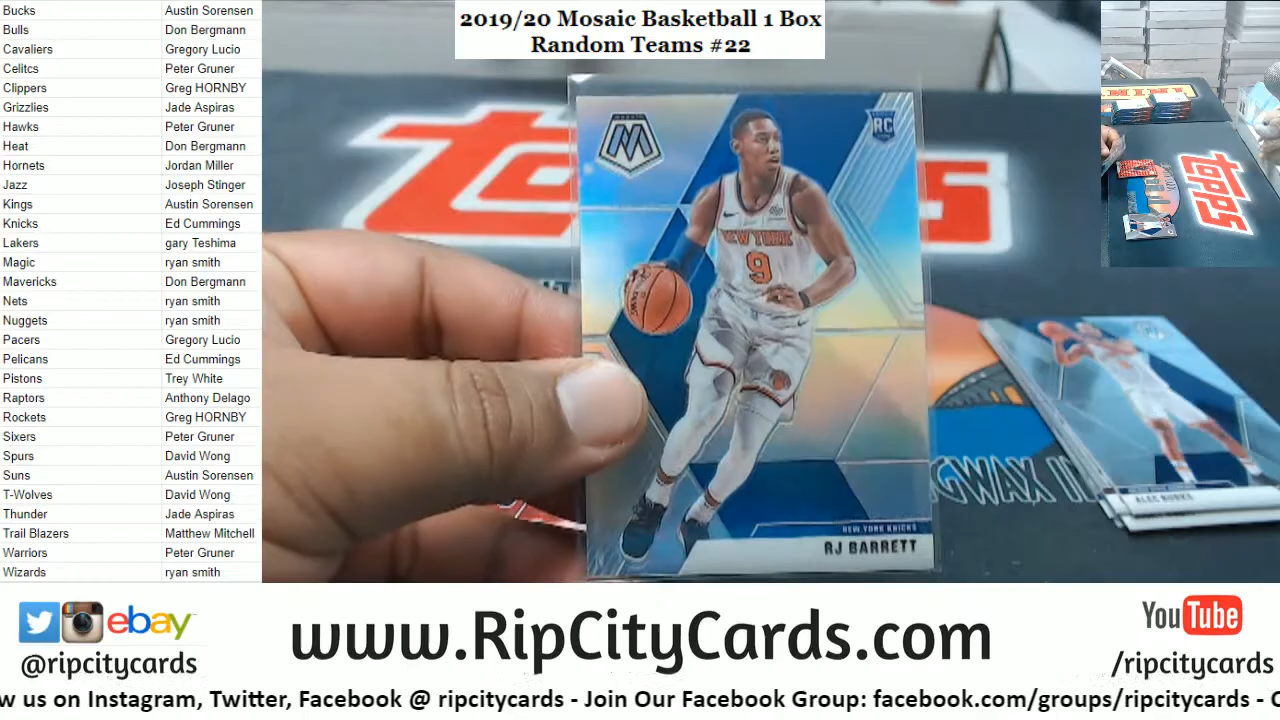 2019/20 Mosaic Basketball 1 Box
Random Teams #22
Bucks Austin Sorensen
Bulls Don Bergmann
Cavaliers Gregory Lucio
Celitcs Peter Gruner
Clippers Greg HORNBY
Grizzlies Jade Aspiras
Hawks Peter Gruner
Heat Don Bergmann
Hornets Jordan Miller
Jazz Joseph Stinger
Kings Austin Sorensen
Knicks Ed Cummings
Lakers gary Teshima
Magic ryan smith
Mavericks Don Bergmann
Nets ryan smith
Nuggets ryan smith
Pacers Gregory Lucio
Pelicans Ed Cummings
Pistons Trey White
Raptors Anthony Delago
Rockets Greg HORNBY
SIxers Peter Gruner
Spurs David Wong
Suns Austin Sorensen
T-Wolves David Wong
Thunder Jade Aspiras
Trail Blazers Matthew Mitchell
Warriors Peter Gruner
Wizards ryan smith
MOSAIC
RC
NEW YORK
9
NEW YORK KNICKS
RJ BARRETT
ALEC BURKS
GWAX
topps
ebay
@ripcitycards
www.RipCityCards.com
YouTube
/ripcitycards
w us on Instagram, Twitter, Facebook @ ripcitycards - Join Our Facebook Group: facebook.com/groups/ripcitycards -